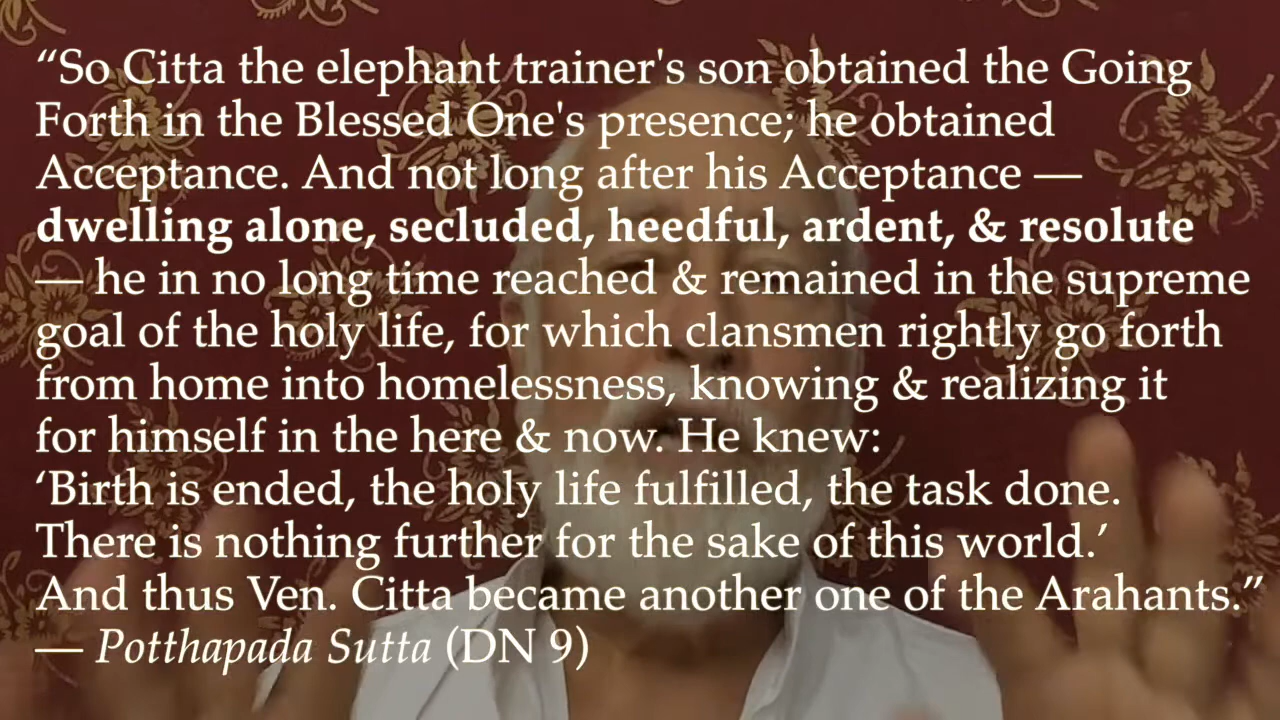 “So Citta the elephant trainer's son obtained the Going
Forth in the Blessed One's presence; he obtained
Acceptance. And not long after his Acceptance —
dwelling alone, secluded, heedful, ardent, & resolute
— he in no long time reached & remained in the supreme
goal of the holy life, for which clansmen rightly go forth
from home into homelessness, knowing & realizing it
for himself in the here & now. He knew:
‘Birth is ended, the holy life fulfilled, the task done.
There is nothing further for the sake of this world.’
And thus Ven. Citta became another one of the Arahants.”
— Potthapada Sutta (DN 9)